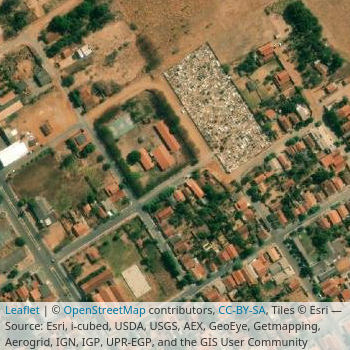 Leaflet | © OpenStreetMap contributors, CC-BY-SA, Tiles © Esri —
Source: Esri, i-cubed, USDA, USGS, AEX, GeoEye, Getmapping,
Aerogrid, IGN, IGP, UPR-EGP, and the GIS User Community